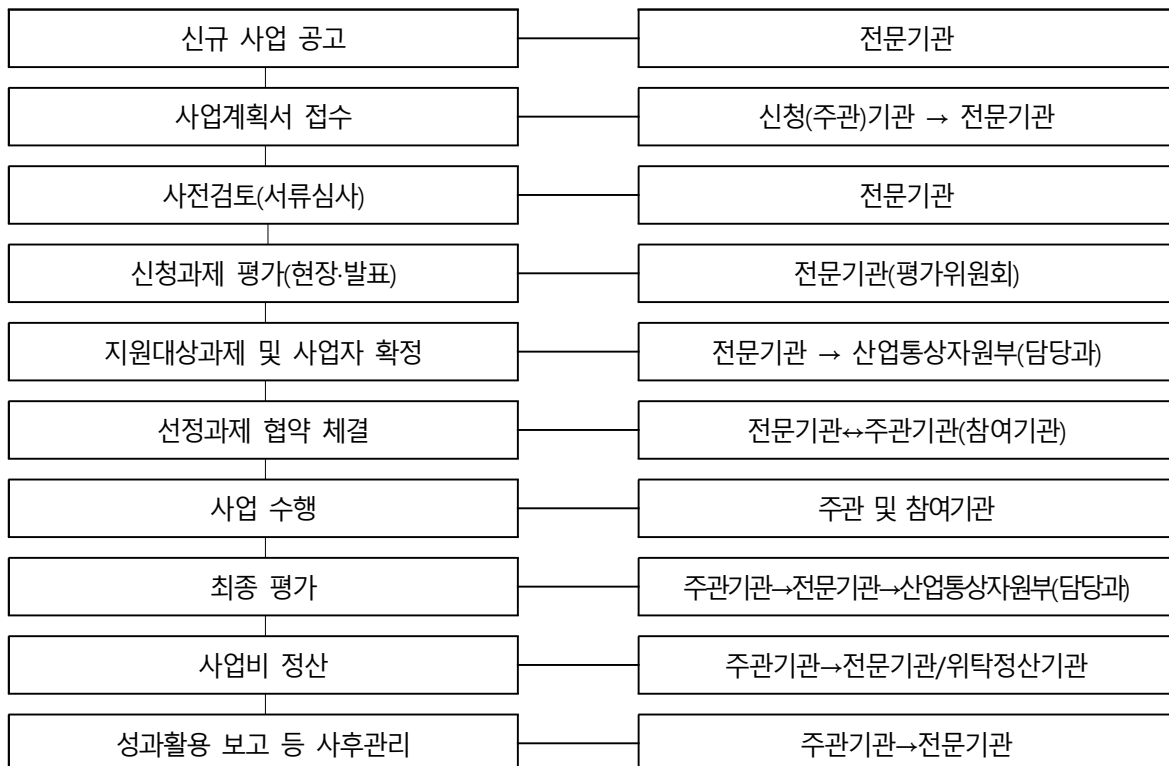 신규 사업 공고
전문기관
사업계획서 접수
신청(주관)기관 → 전문기관
사전검토(서류심사)
전문기관
신청과제 평가(현장·발표)
전문기관(평가위원회)
지원대상과제 및 사업자 확정
전문기관 → 산업통상자원부(담당과)
선정과제 협약 체결
전문기관↔주관기관(참여기관)
사업 수행
주관 및 참여기관
최종 평가
주관기관→전문기관→산업통상자원부(담당과)
사업비 정산
주관기관→전문기관/위탁정산기관
성과활용 보고 등 사후관리
주관기관→전문기관